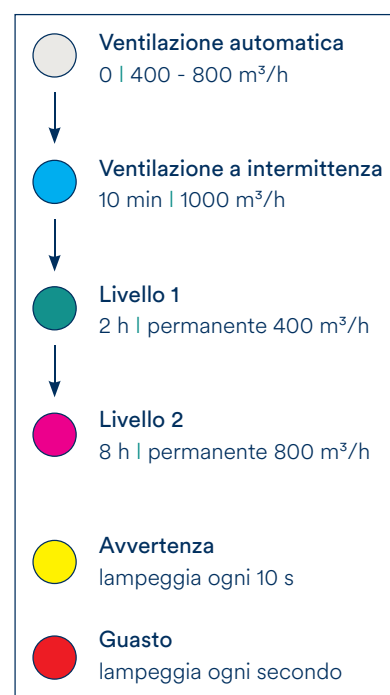 Ventilazione automatica
0 | 400 - 800 m³/h
Ventilazione a intermittenza
10 min | 1000 m³/h
Livello 1
2 h | permanente 400 m³/h
Livello 2
8 h | permanente 800 m³/h
Avvertenza
lampeggia ogni 10 s
Guasto
lampeggia ogni secondo